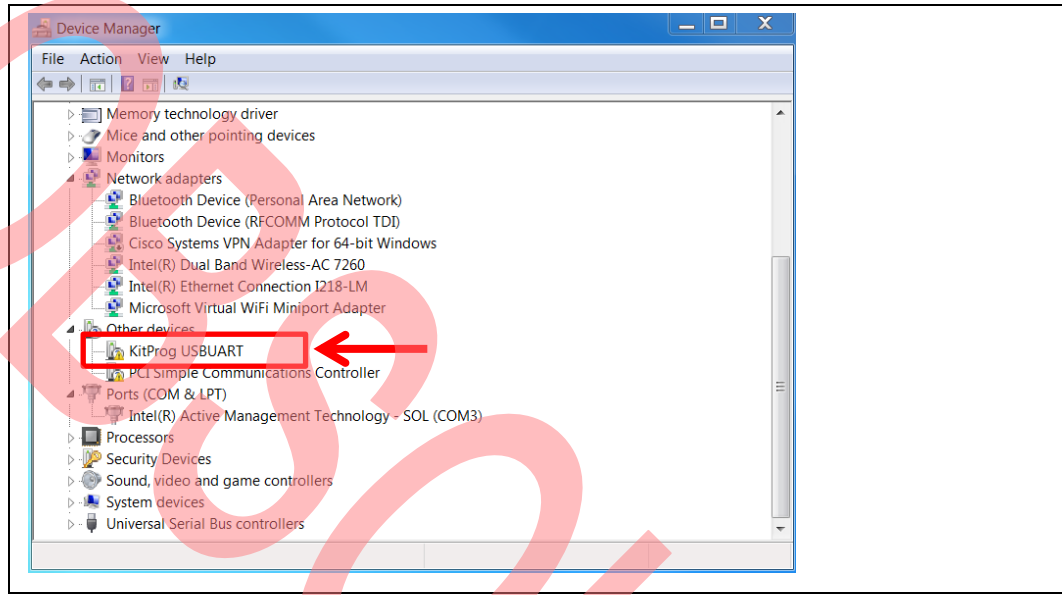 Device Manager
File Action View Help
Memory technology driver
Mice and other pointing devices
Monitors
Network adapters
Bluetooth Device (Personal Area Network)
Bluetooth Device (RFCOMM Protocol TDI)
Cisco Systems VPN Adapter for 64-bit Windows
Intel(R) Dual Band Wireless-AC 7260
Intel(R) Ethernet Connection I218-LM
Microsoft Virtual WiFi Miniport Adapter
Other devices
KitProg USBUART
PCI Simple Communications Controller
Ports (COM & LPT)
Intel(R) Active Management Technology - SOL (COM3)
Processors
Security Devices
Sound, video and game controllers
System devices
Universal Serial Bus controllers